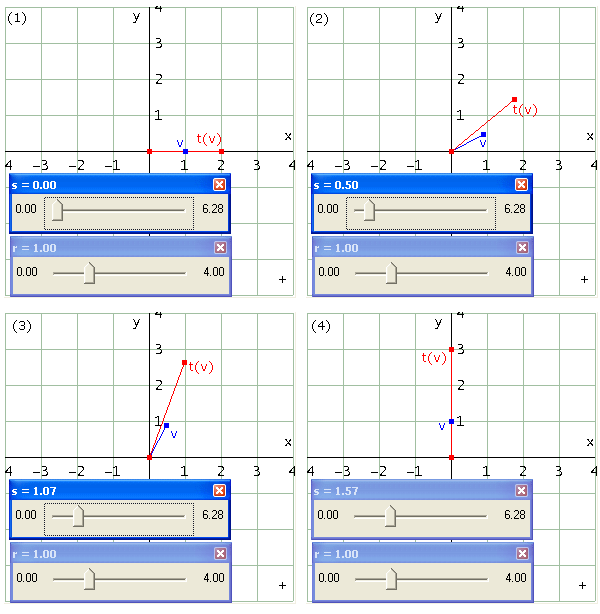 (1)
y
4
3
2
1
t(v)
v
x
4 −3 −2 −1 1 2 3 4
s = 0.00
0.00 6.28
r = 1.00
0.00 4.00
+
(2)
y
4
3
2
1
t(v)
v
x
4 −3 −2 −1 1 2 3 4
s = 0.50
0.00 6.28
r = 1.00
0.00 4.00
+
(3)
y
4
3
2
1
t(v)
v
x
4 −3 −2 −1 1 2 3 4
s = 1.07
0.00 6.28
r = 1.00
0.00 4.00
+
(4)
y
4
3
2
1
t(v)
v
x
4 −3 −2 −1 1 2 3 4
s = 1.57
0.00 6.28
r = 1.00
0.00 4.00
+